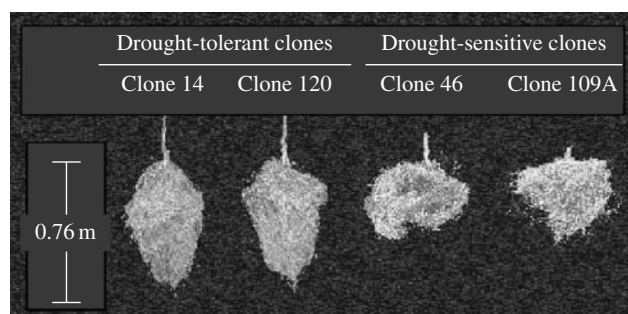 Drought-tolerant clones Drought-sensitive clones
Clone 14 Clone 120 Clone 46 Clone 109A
0.76 m